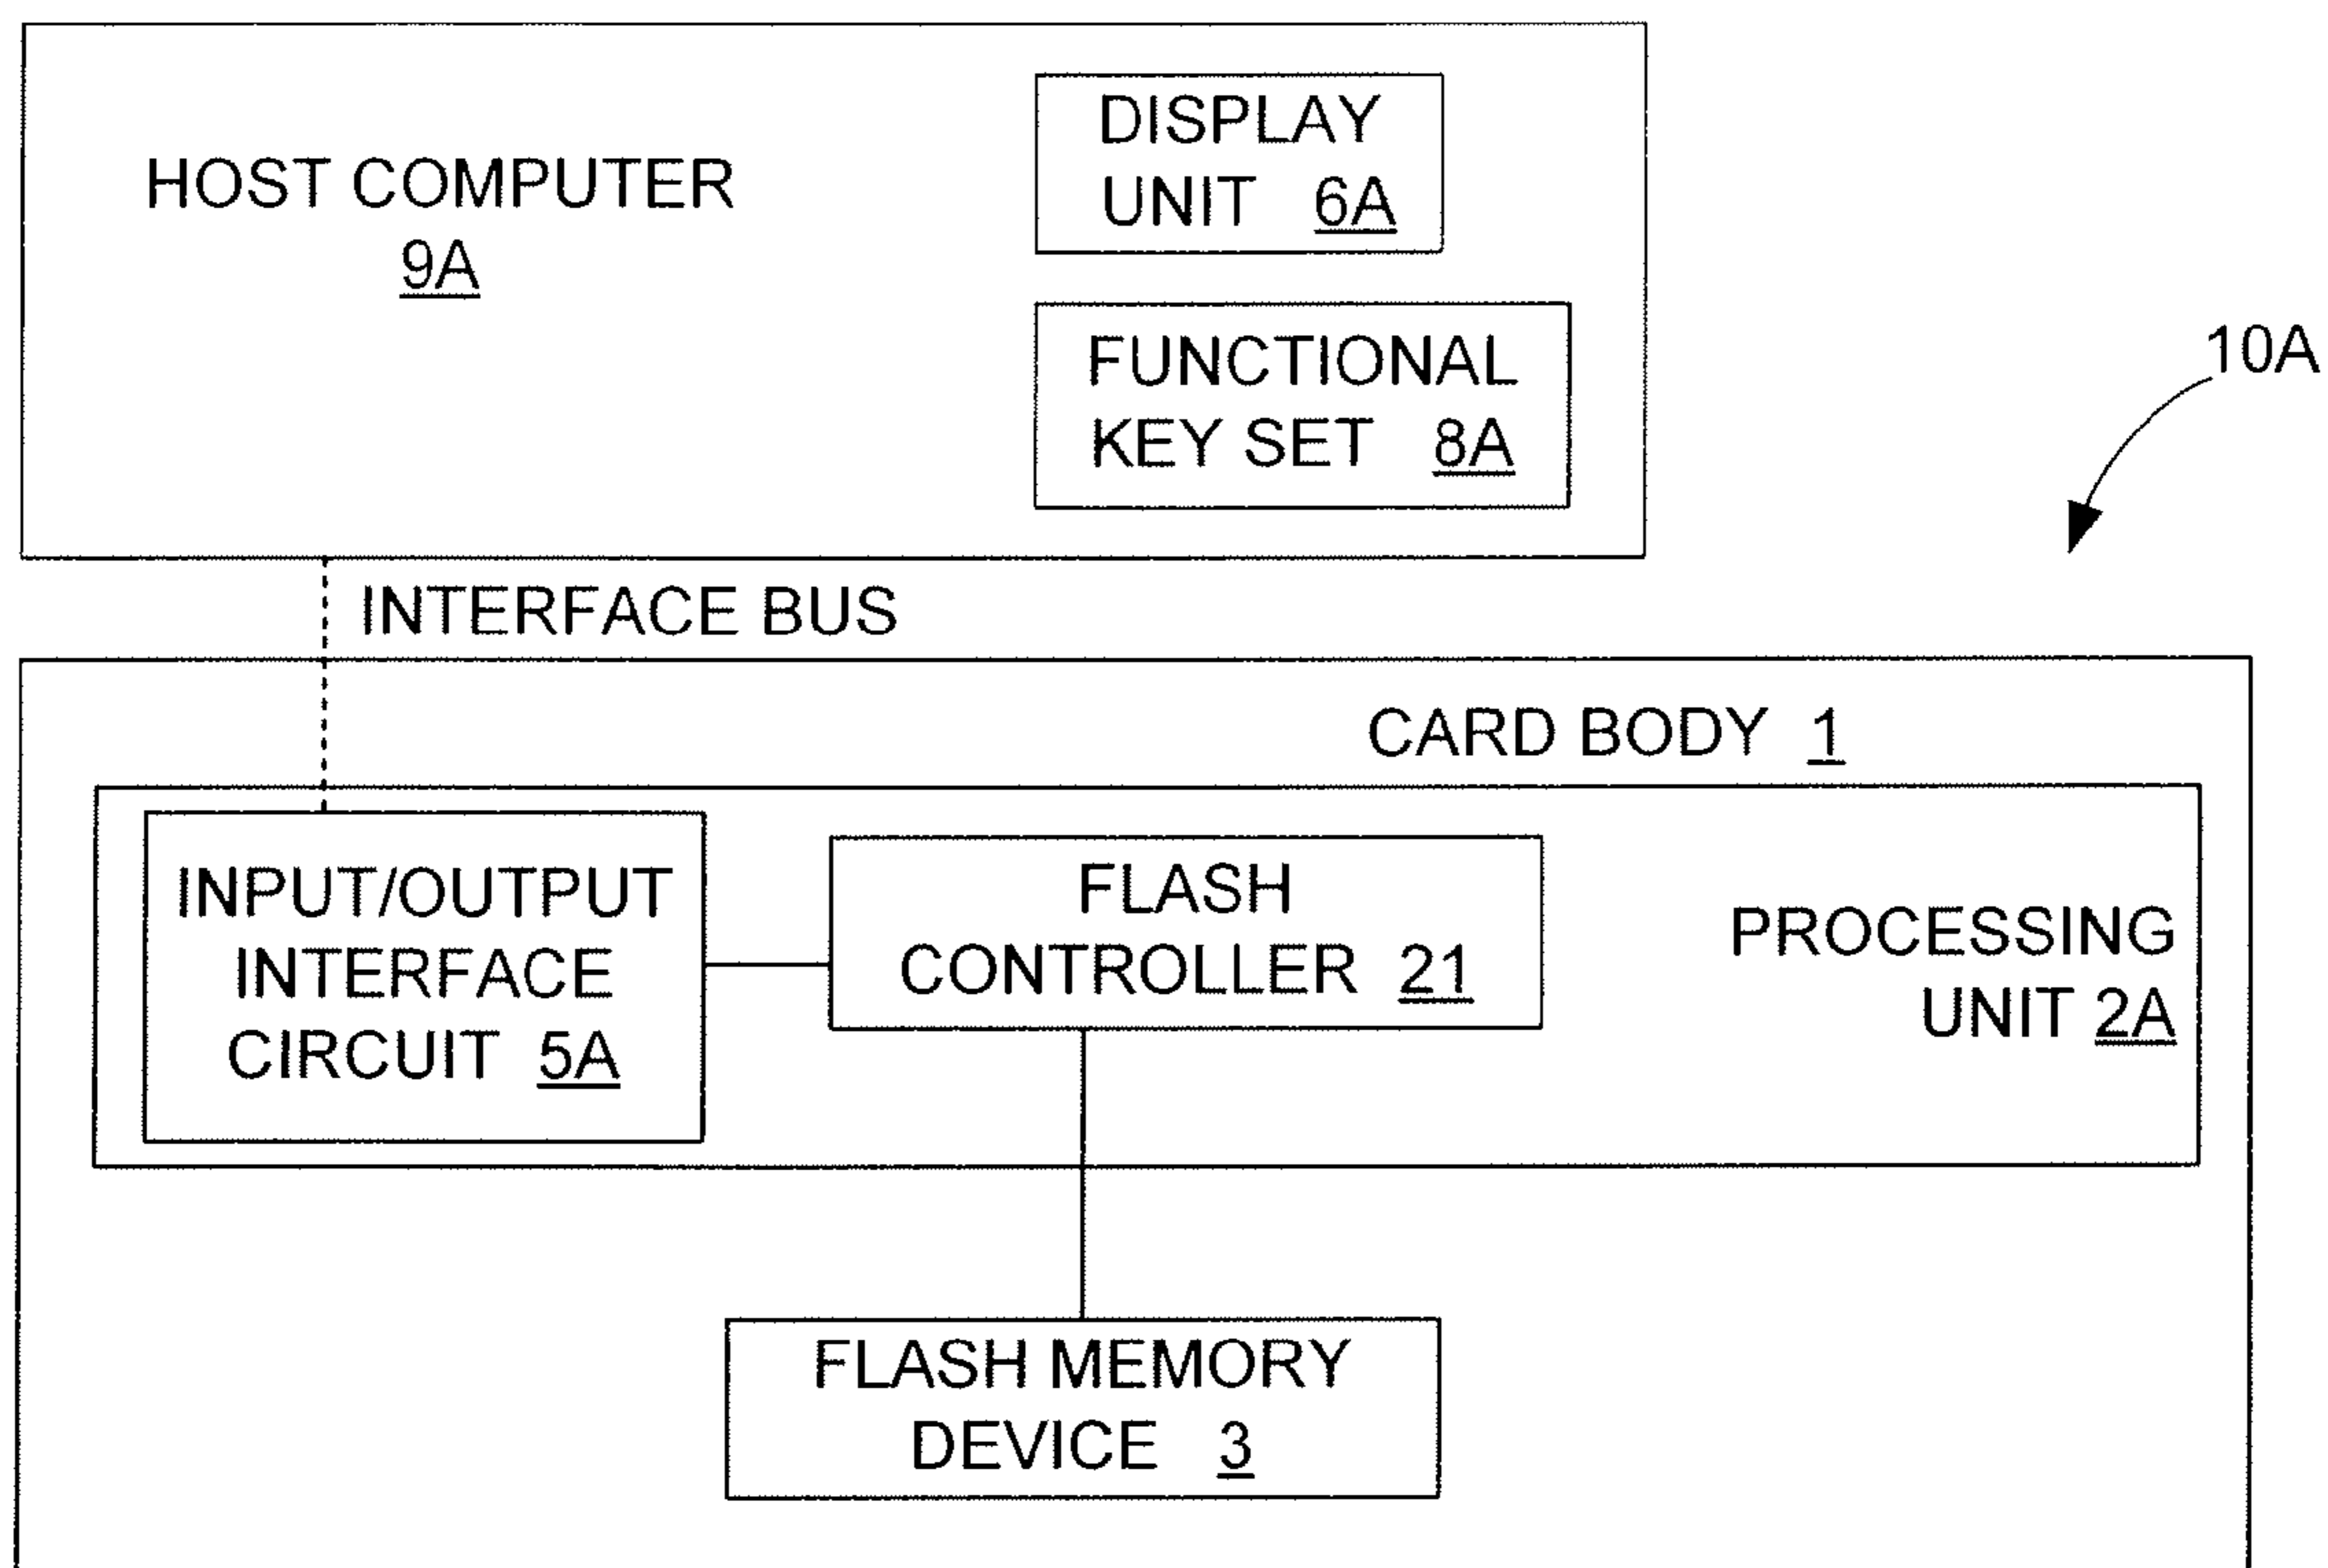 HOST COMPUTER
9A
DISPLAY
UNIT 6A
FUNCTIONAL
KEY SET 8A
10A
INTERFACE BUS
CARD BODY 1
INPUT/OUTPUT
INTERFACE
CIRCUIT 5A
FLASH
CONTROLLER 21
PROCESSING
UNIT 2A
FLASH MEMORY
DEVICE 3